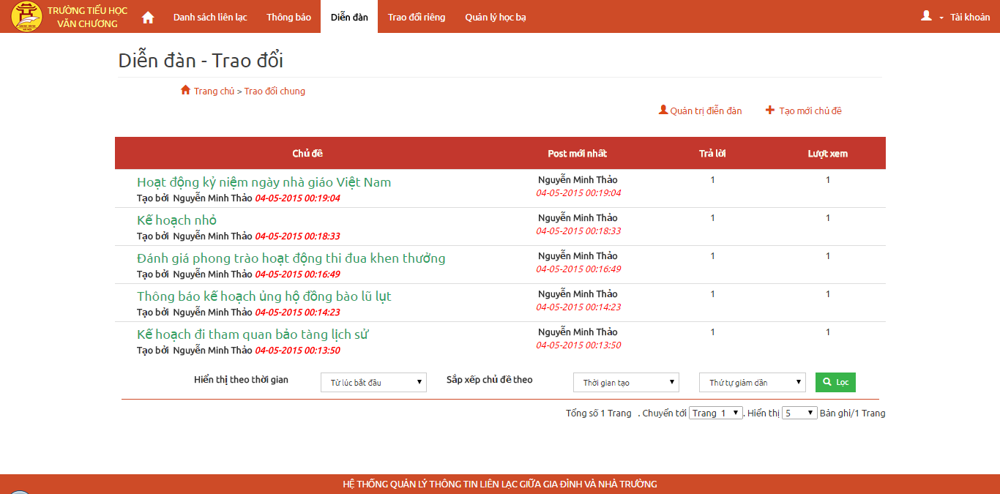 TRƯỜNG TIỂU HỌC
VĂN CHƯƠNG
Danh sách liên lạc
Thông báo
Diễn đàn
Trao đổi riêng
Quản lý học bạ
Tài khoản
Diễn đàn - Trao đổi
Trang chủ > Trao đổi chung
Quản trị diễn đàn
Tạo mới chủ đề
Chủ đề
Post mới nhất
Trả lời
Lượt xem
Hoạt động kỷ niệm ngày nhà giáo Việt Nam
Tạo bởi Nguyễn Minh Thảo 04-05-2015 00:19:04
Nguyễn Minh Thảo
04-05-2015 00:19:04
1
1
Kế hoạch nhỏ
Tạo bởi Nguyễn Minh Thảo 04-05-2015 00:18:33
Nguyễn Minh Thảo
04-05-2015 00:18:33
1
1
Đánh giá phong trào hoạt động thi đua khen thưởng
Tạo bởi Nguyễn Minh Thảo 04-05-2015 00:16:49
Nguyễn Minh Thảo
04-05-2015 00:16:49
1
1
Thông báo kế hoạch ủng hộ đồng bào lũ lụt
Tạo bởi Nguyễn Minh Thảo 04-05-2015 00:14:23
Nguyễn Minh Thảo
04-05-2015 00:14:23
1
1
Kế hoạch đi tham quan bảo tàng lịch sử
Tạo bởi Nguyễn Minh Thảo 04-05-2015 00:13:50
Nguyễn Minh Thảo
04-05-2015 00:13:50
1
1
Hiển thị theo thời gian
Từ lúc bắt đầu
Sắp xếp chủ đề theo
Thời gian tạo
Thứ tự giảm dần
Lọc
Tổng số 1 Trang . Chuyển tới Trang 1 . Hiển thị 5 Bản ghi/1 Trang
HỆ THỐNG QUẢN LÝ THÔNG TIN LIÊN LẠC GIỮA GIA ĐÌNH VÀ NHÀ TRƯỜNG